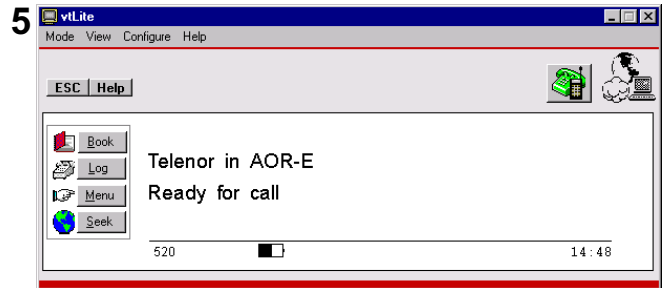 5
vtLite
Mode View Configure Help
ESC Help
Book
Log
Menu
Seek
Telenor in AOR-E
Ready for call
520 14:48